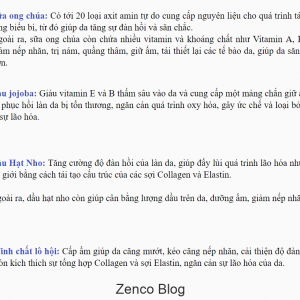 ữa ong chúa: Có tới 20 loại axit amin tự do cung cấp nguyên liệu cho quá trình tá
ng biểu bì, từ đó giúp da tăng sự đàn hồi và săn chắc.
goài ra, sữa ong chúa còn chứa nhiều vitamin và khoáng chất như Vitamin A, 
ảm nếp nhăn, trị nám, quầng thâm, giữ ẩm, tái thiết lại các tế bào da, giúp da săn
ơn.
ầu jojoba: Giàu vitamin E và B thấm sâu vào da và cung cấp một màng chắn giữ 
phục hồi làn da bị tổn thương, ngăn cản quá trình oxy hóa, gây ức chế và loại bỏ
sự lão hóa.
ầu Hạt Nho: Tăng cường độ đàn hồi của làn da, giúp đẩy lùi quá trình lão hóa nh
giới bằng cách tái tạo cấu trúc của các sợi Collagen và Elastin.
goài ra, dầu hạt nho còn giúp cân bằng lượng dầu trên da, dưỡng ẩm, giảm nếp nhă
inh chất lô hội: Cấp ẩm giúp da căng mướt, kéo căng nếp nhăn, cải thiện độ đàn
òn kích thích sự tổng hợp Collagen và sợi Elastin, ngăn cản sự lão hóa của da.
Zenco Blog